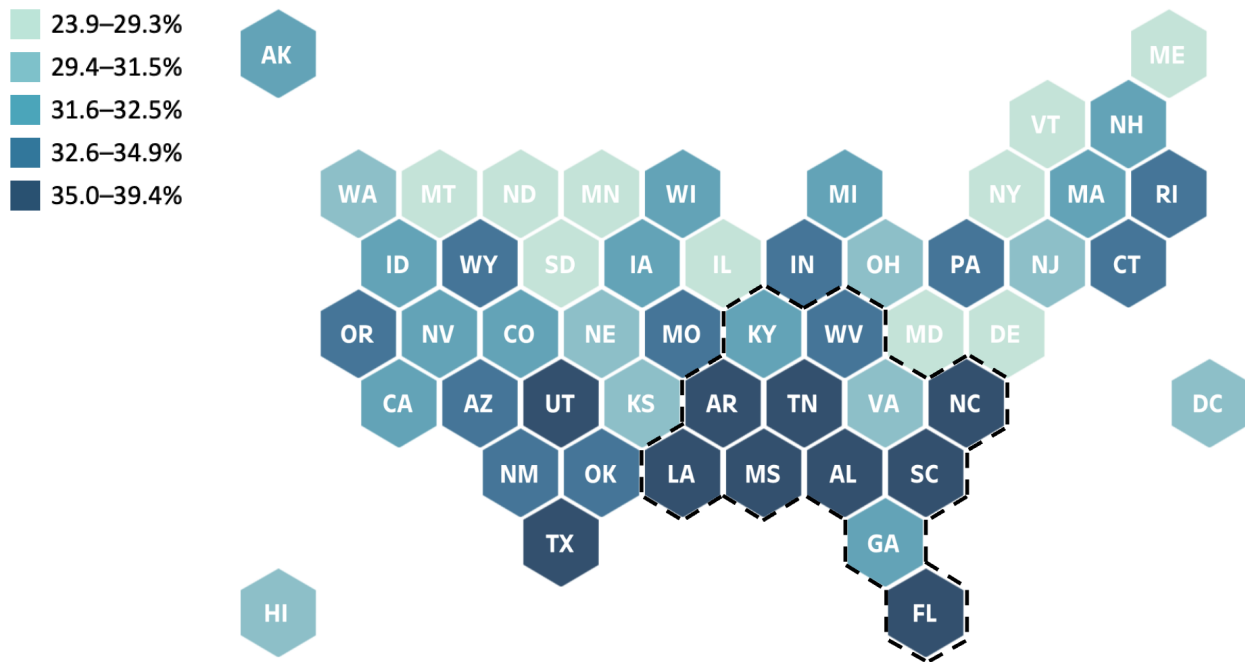 23.9–29.3%
29.4–31.5%
31.6–32.5%
32.6–34.9%
35.0–39.4%
AK ME
VT NH
WA MT ND MN WI MI NY MA RI
ID WY SD IA IL IN OH PA NJ CT
OR NV CO NE MO KY WV MD DE
CA AZ UT KS AR TN VA NC DC
NM OK LA MS AL SC
TX GA
HI FL